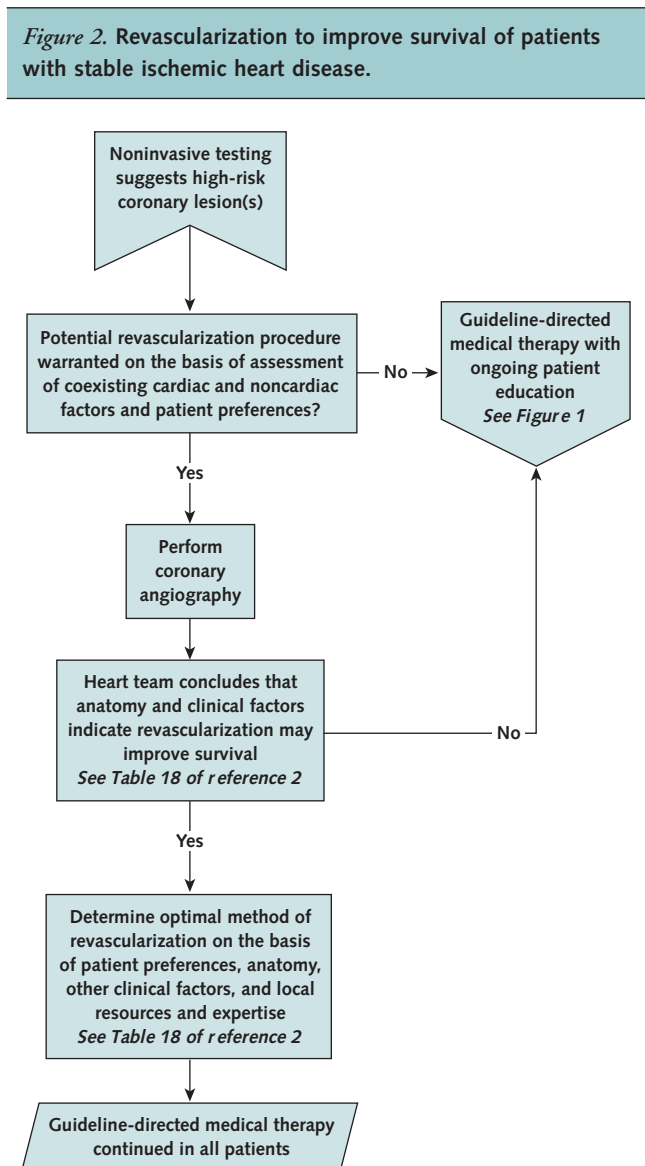 Figure 2. Revascularization to improve survival of patients
with stable ischemic heart disease.
Noninvasive testing
suggests high-risk
coronary lesion(s)
Potential revascularization procedure
warranted on the basis of assessment
of coexisting cardiac and noncardiac
factors and patient preferences?
No
Guideline-directed
medical therapy with
ongoing patient
education
See Figure 1
Yes
Perform
coronary
angiography
Heart team concludes that
anatomy and clinical factors
indicate revascularization may
improve survival
See Table 18 of reference 2
No
Yes
Determine optimal method of
revascularization on the basis
of patient preferences, anatomy,
other clinical factors, and local
resources and expertise
See Table 18 of reference 2
Guideline-directed medical therapy
continued in all patients